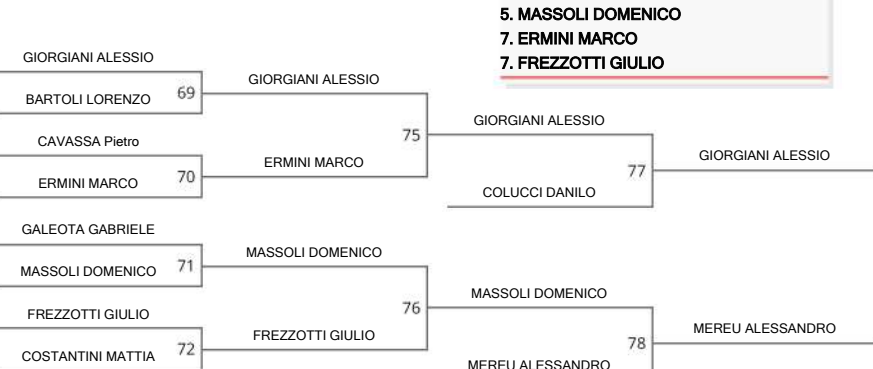 5. MASSOLI DOMENICO
7. ERMINI MARCO
7. FREZZOTTI GIULIO
GIORGIANI ALESSIO
BARTOLI LORENZO
69
GIORGIANI ALESSIO
CAVASSA Pietro
ERMINI MARCO
70
ERMINI MARCO
75
GIORGIANI ALESSIO
COLUCCI DANILO
77
GIORGIANI ALESSIO
GALEOTA GABRIELE
MASSOLI DOMENICO
71
MASSOLI DOMENICO
FREZZOTTI GIULIO
COSTANTINI MATTIA
72
FREZZOTTI GIULIO
76
MASSOLI DOMENICO
MEREU ALESSANDRO
78
MEREU ALESSANDRO